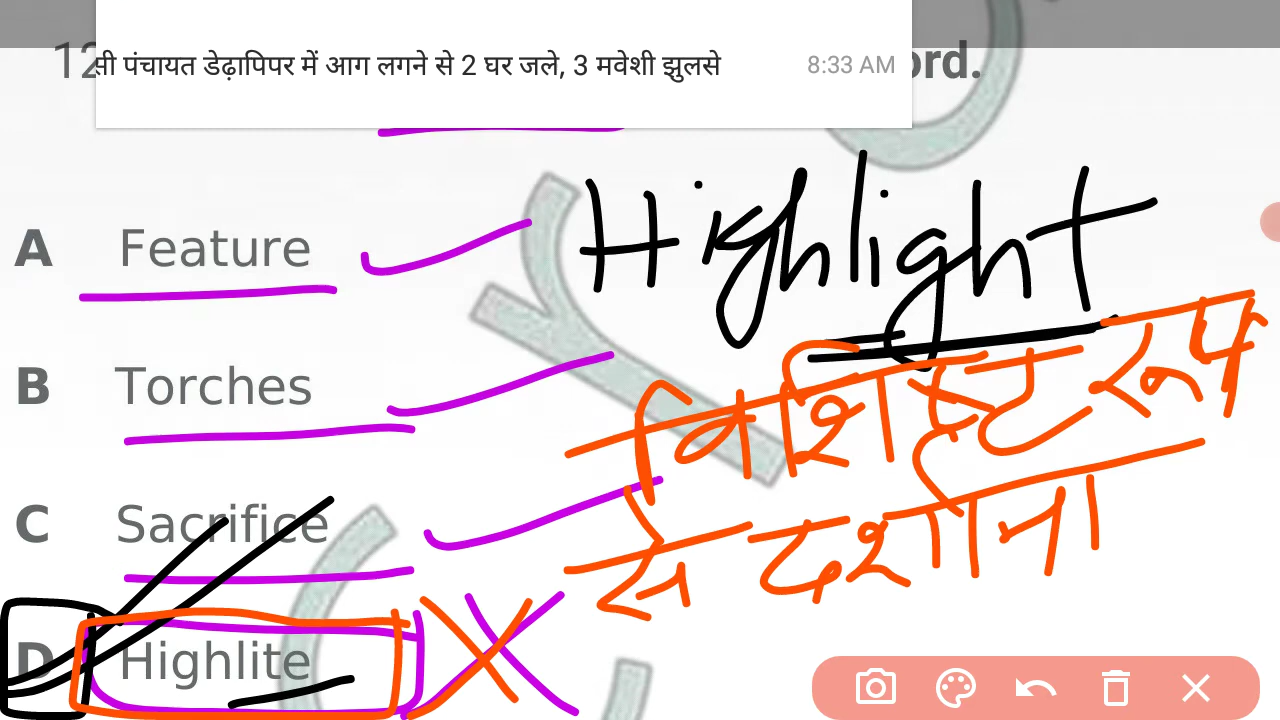 12
सी पंचायत डेढ़ापिपर में आग लगने से 2 घर जले, 3 मवेशी झुलसे 8:33 AM
ord.
Highlight
A Feature
विशिष्ट रूप
B Torches
से दर्शाना
C Sacrifice
D Highlite